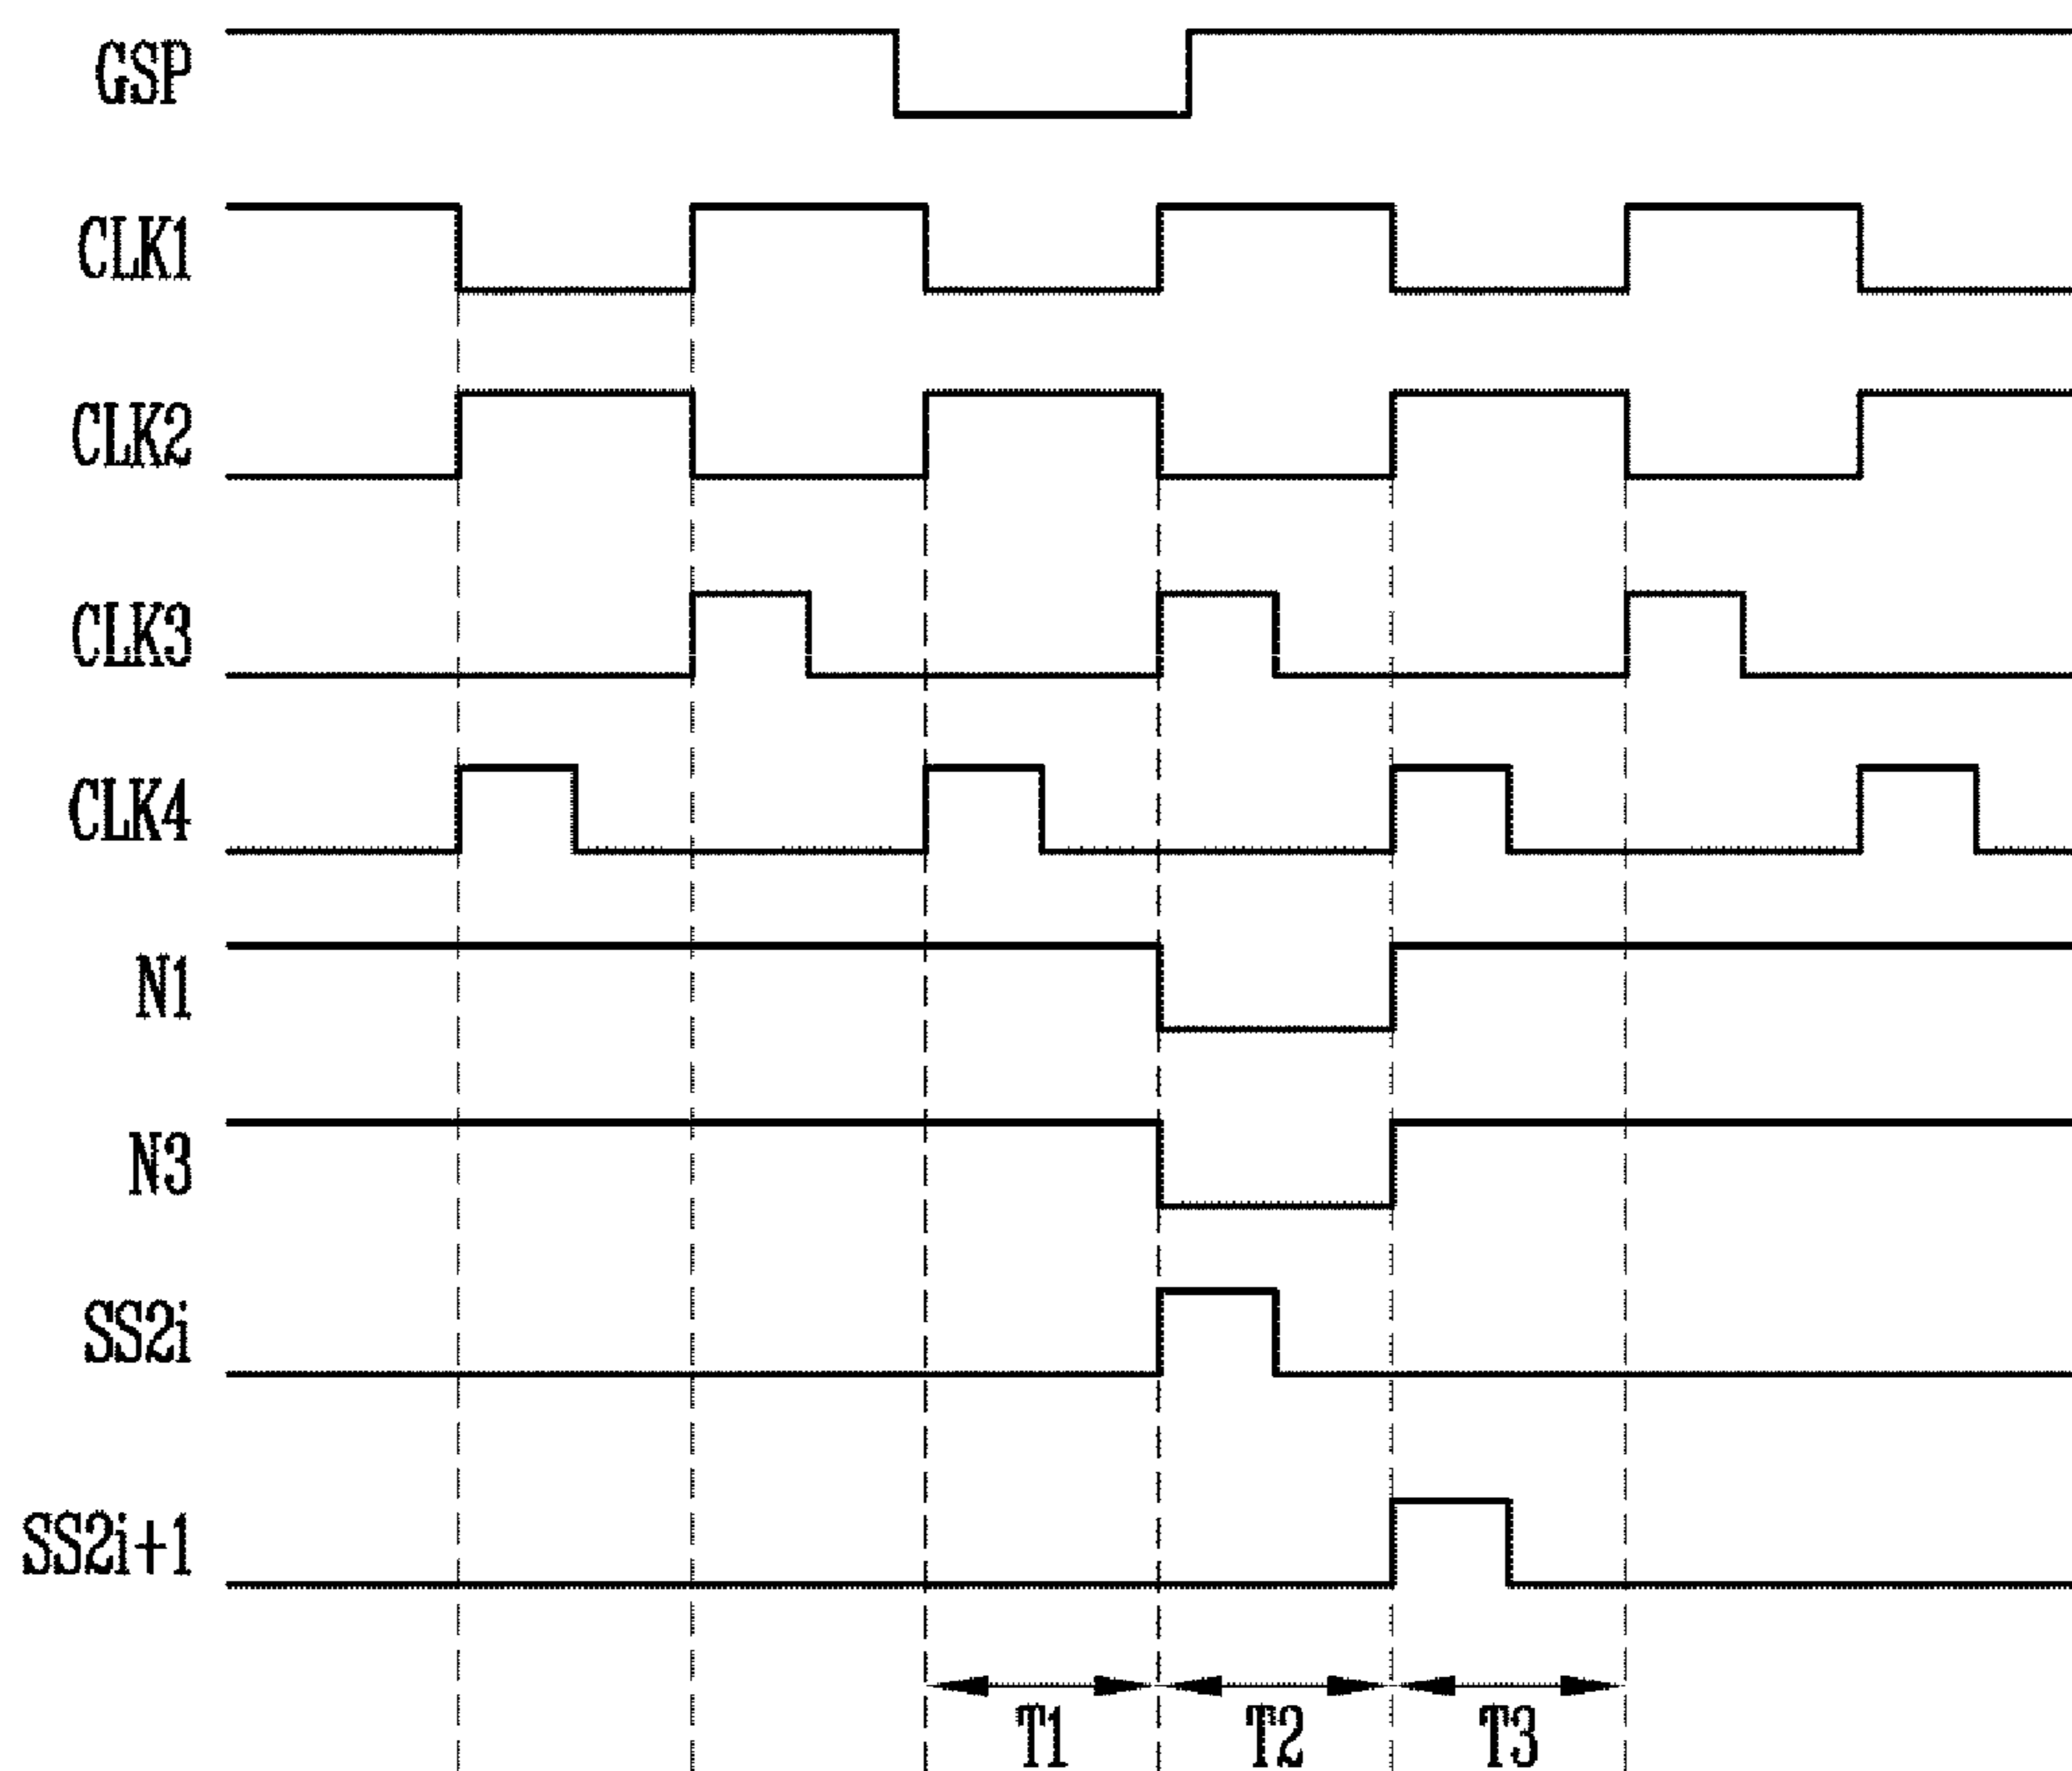 GSP
CLK1
CLK2
CLK3
CLK4
N1
N3
SS2i
SS2i+1
T1 T2 T3